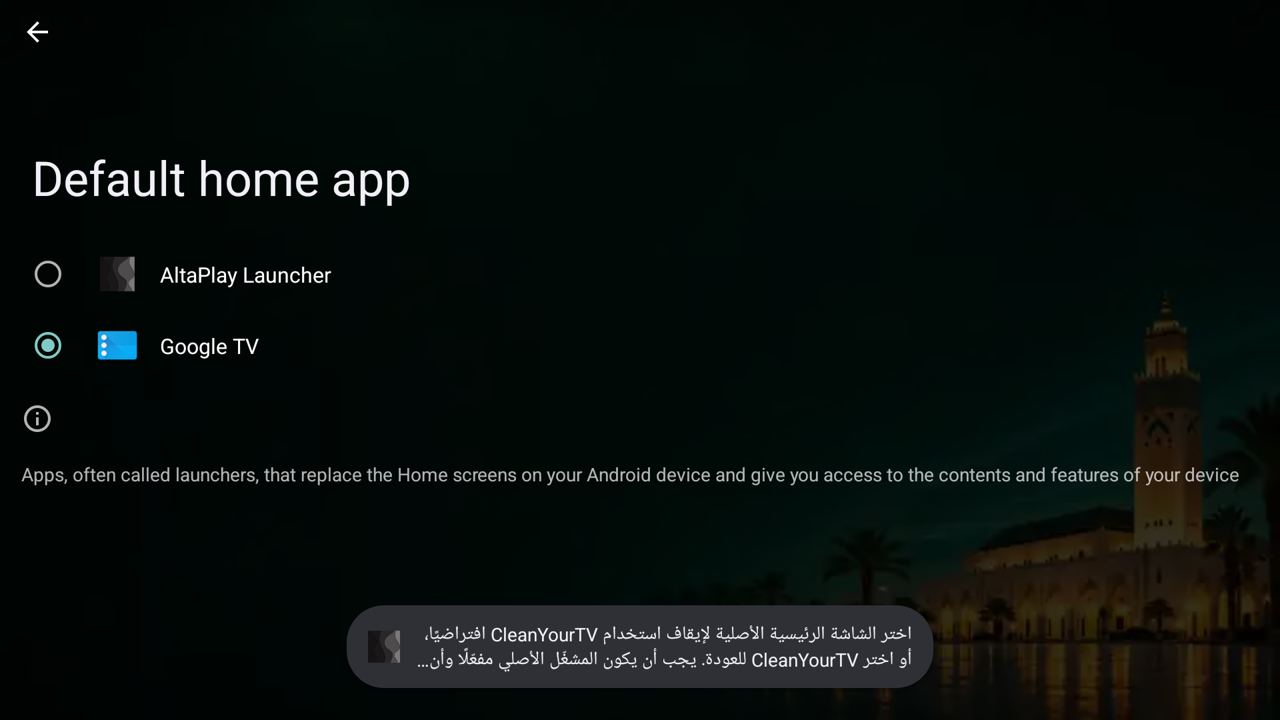 Default home app
AltaPlay Launcher
Google TV
Apps, often called launchers, that replace the Home screens on your Android device and give you access to the contents and features of your device
اختر الشاشة الرئيسية الأصلية لإيقاف استخدام CleanYourTV افتراضيًا،
أو اختر CleanYourTV للعودة. يجب أن يكون المشغّل الأصلي مفعّلًا وأن…